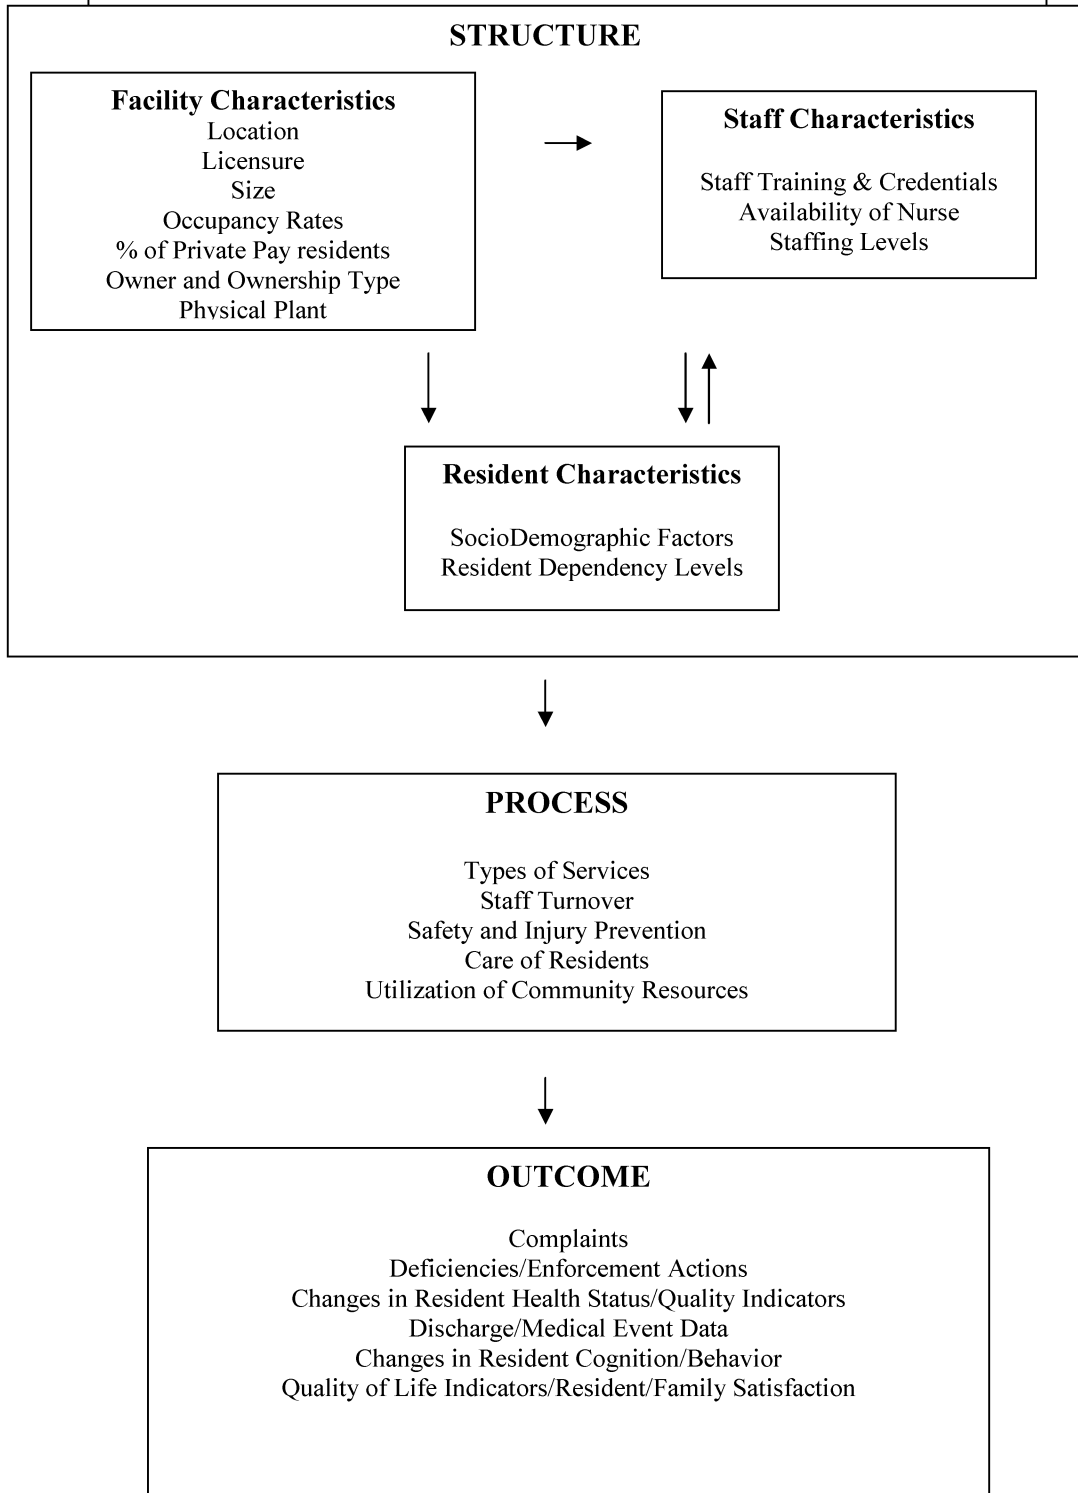 STRUCTURE
Facility Characteristics
Location
Licensure
Size
Occupancy Rates
% of Private Pay residents
Owner and Ownership Type
Physical Plant
Staff Characteristics
Staff Training & Credentials
Availability of Nurse
Staffing Levels
Resident Characteristics
SocioDemographic Factors
Resident Dependency Levels
PROCESS
Types of Services
Staff Turnover
Safety and Injury Prevention
Care of Residents
Utilization of Community Resources
OUTCOME
Complaints
Deficiencies/Enforcement Actions
Changes in Resident Health Status/Quality Indicators
Discharge/Medical Event Data
Changes in Resident Cognition/Behavior
Quality of Life Indicators/Resident/Family Satisfaction